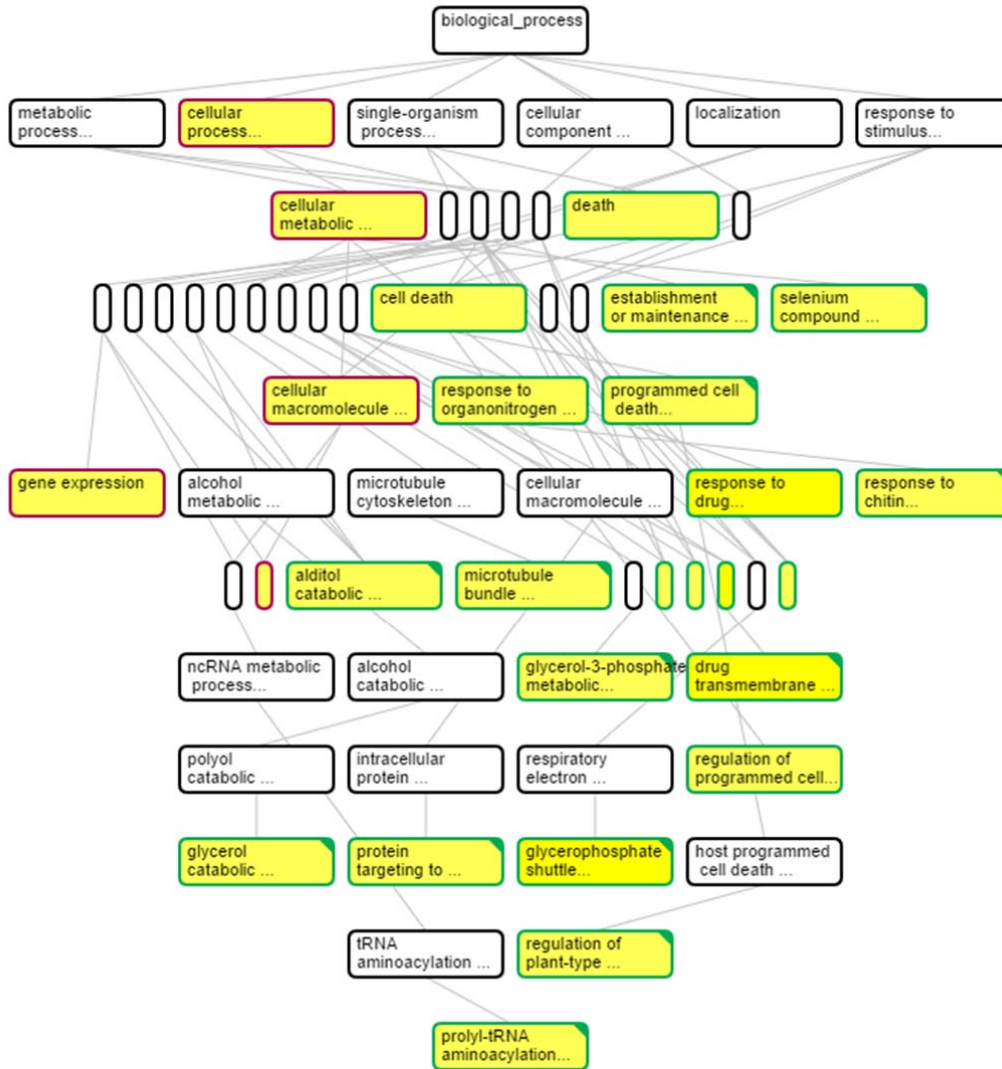 biological_process
metabolic
process...
cellular
process...
single-organism
process...
cellular
component ...
localization
response to
stimulus...
cellular
metabolic ...
death
cell death
establishment
or maintenance ...
selenium
compound ...
cellular
macromolecule ...
response to
organonitrogen ...
programmed cell
death...
gene expression
alcohol
metabolic ...
microtubule
cytoskeleton ...
cellular
macromolecule ...
response to
drug...
response to
chitin...
alditol
catabolic ...
microtubule
bundle ...
ncRNA metabolic
process...
alcohol
catabolic ...
glycerol-3-phosphate
metabolic...
drug
transmembrane ...
polyol
catabolic ...
intracellular
protein ...
respiratory
electron ...
regulation of
programmed cell...
glycerol
catabolic ...
protein
targeting to ...
glycerophosphate
shuttle...
host programmed
cell death ...
tRNA
aminoacylation ...
regulation of
plant-type ...
prolyl-tRNA
aminoacylation...